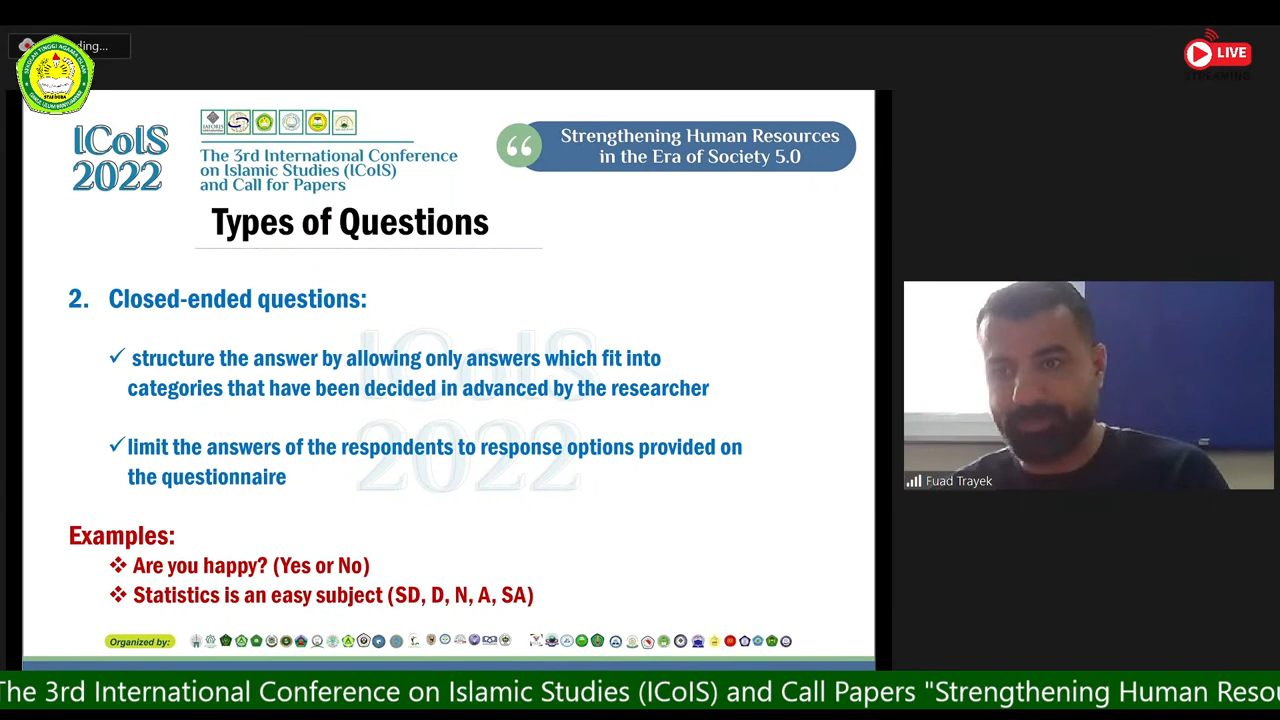 ding...
LIVE
STREAMING
ICoIS
2022
The 3rd International Conference
on Islamic Studies (ICoIS)
and Call for Papers
Strengthening Human Resources
in the Era of Society 5.0
Types of Questions
2. Closed-ended questions:
✓ structure the answer by allowing only answers which fit into
categories that have been decided in advanced by the researcher
✓ limit the answers of the respondents to response options provided on
the questionnaire
ICoIS
2022
Examples:
❖ Are you happy? (Yes or No)
❖ Statistics is an easy subject (SD, D, N, A, SA)
Fuad Trayek
Organized by:
The 3rd International Conference on Islamic Studies (ICoIS) and Call Papers "Strengthening Human Resou